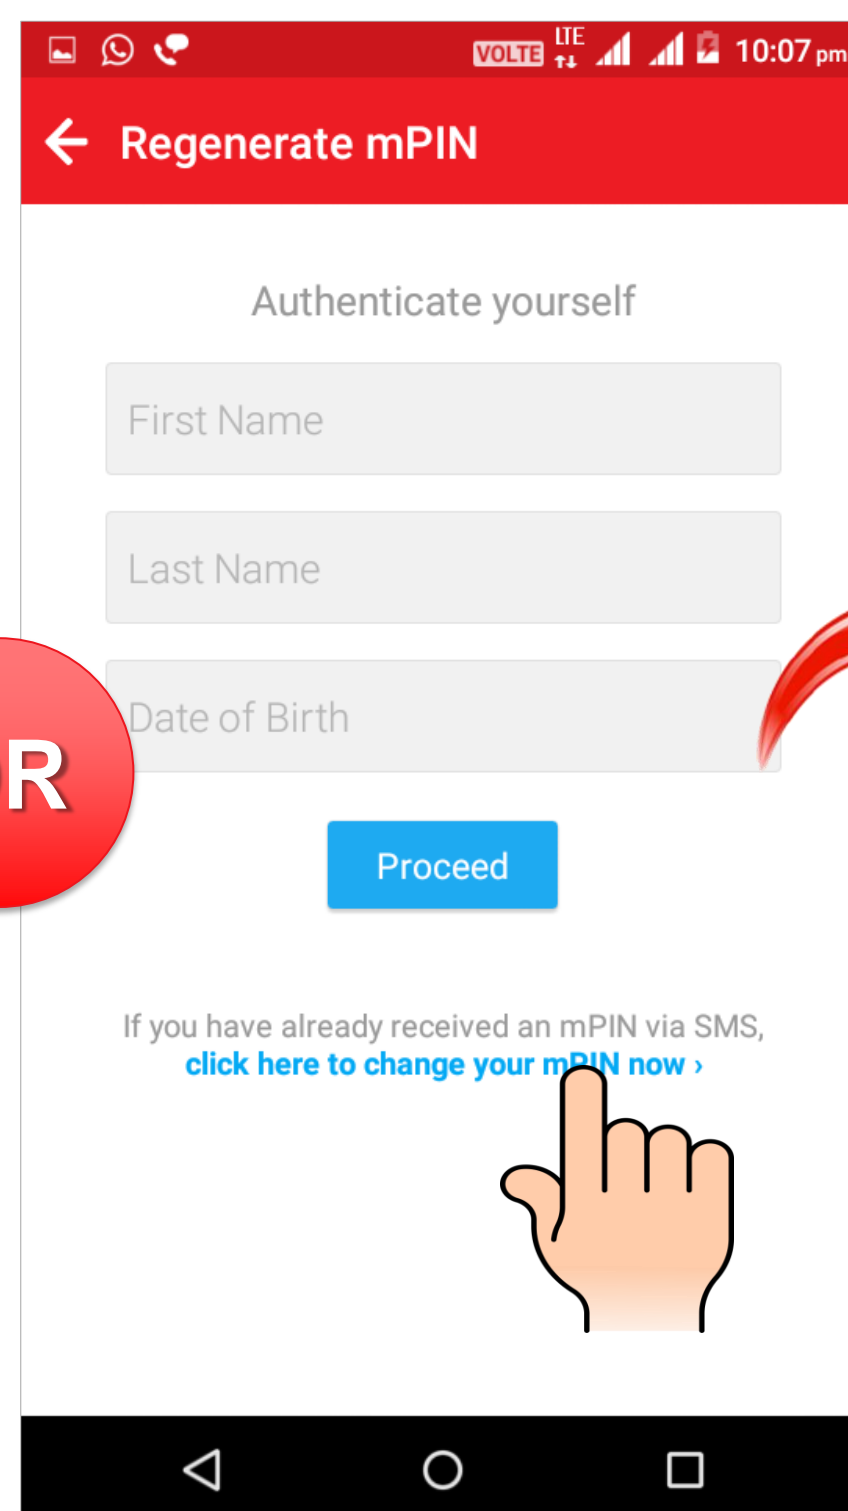 VOLTE LTE 10:07 pm
Regenerate mPIN
Authenticate yourself
First Name
Last Name
Date of Birth
OR
Proceed
If you have already received an mPIN via SMS,
click here to change your mPIN now ›